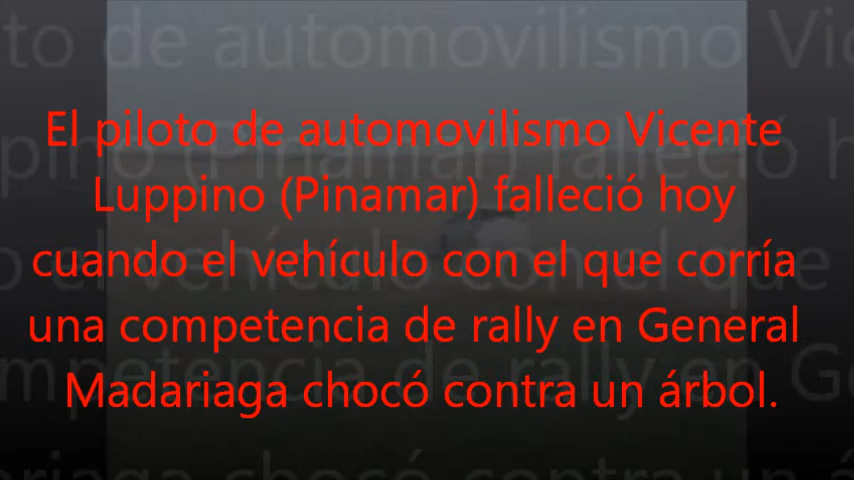 El piloto de automovilismo Vicente
Luppino (Pinamar) falleció hoy
cuando el vehículo con el que corría
una competencia de rally en General
Madariaga chocó contra un árbol.